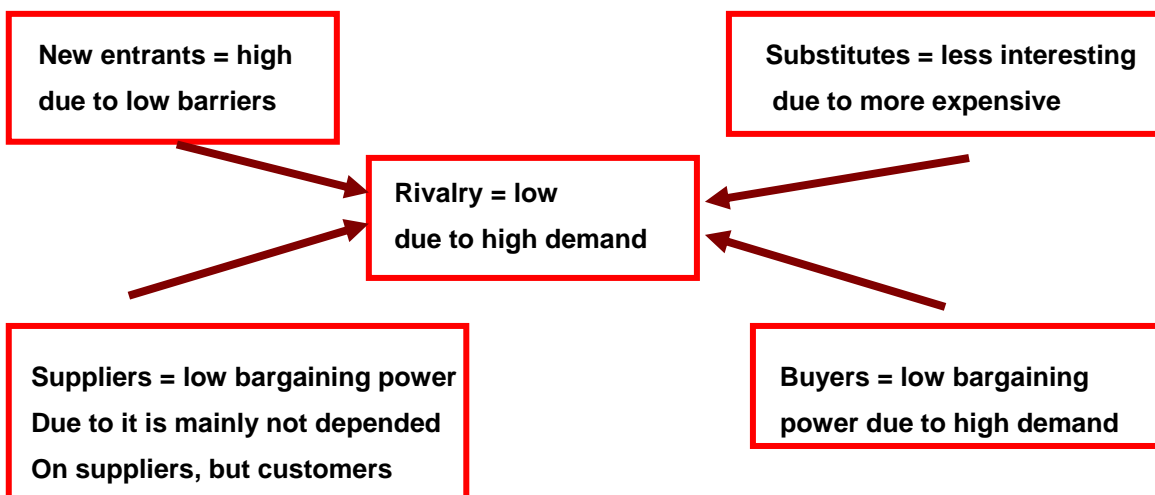 New entrants = high
due to low barriers
Substitutes = less interesting
due to more expensive
Rivalry = low
due to high demand
Suppliers = low bargaining power
Due to it is mainly not depended
On suppliers, but customers
Buyers = low bargaining
power due to high demand